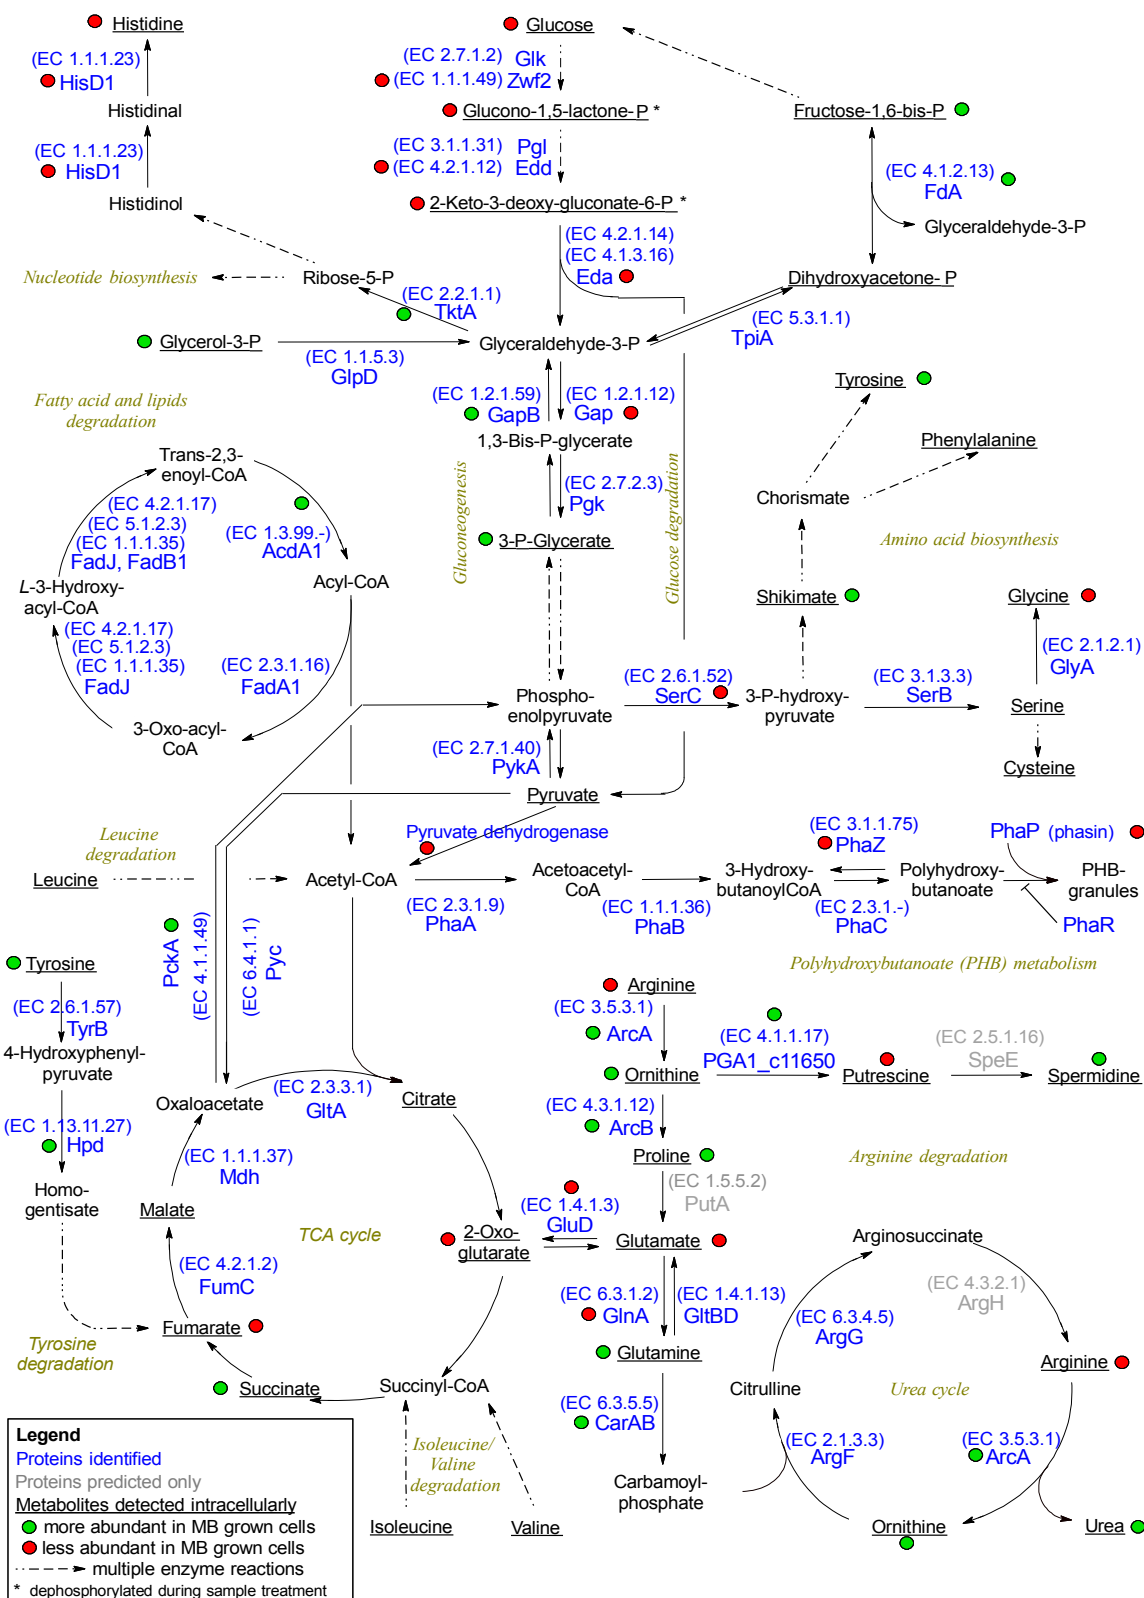 Histidine
(EC 1.1.1.23)
HisD1
Histidinal
(EC 1.1.1.23)
HisD1
Histidinol
Nucleotide biosynthesis
Ribose-5-P
(EC 2.2.1.1)
TktA
Glycerol-3-P
(EC 1.1.5.3)
GlpD
Glucose
(EC 2.7.1.2) Glk
(EC 1.1.1.49) Zwf2
Glucono-1,5-lactone-P *
(EC 3.1.1.31) Pgl
(EC 4.2.1.12) Edd
2-Keto-3-deoxy-gluconate-6-P *
(EC 4.2.1.14)
(EC 4.1.3.16)
Eda
Glyceraldehyde-3-P
Fructose-1,6-bis-P
(EC 4.1.2.13)
FdA
Glyceraldehyde-3-P
Dihydroxyacetone- P
(EC 5.3.1.1)
TpiA
(EC 1.2.1.59)
GapB
(EC 1.2.1.12)
Gap
1,3-Bis-P-glycerate
(EC 2.7.2.3)
Pgk
3-P-Glycerate
Gluconeogenesis
Glucose degradation
Fatty acid and lipids
degradation
Trans-2,3-
enoyl-CoA
(EC 4.2.1.17)
(EC 5.1.2.3)
(EC 1.1.1.35)
FadJ, FadB1
(EC 1.3.99.-)
AcdA1
Acyl-CoA
L-3-Hydroxy-
acyl-CoA
(EC 4.2.1.17)
(EC 5.1.2.3)
(EC 1.1.1.35)
FadJ
(EC 2.3.1.16)
FadA1
3-Oxo-acyl-
CoA
Tyrosine
Phenylalanine
Chorismate
Amino acid biosynthesis
Shikimate
Glycine
(EC 2.1.2.1)
GlyA
Phospho-
enolpyruvate
(EC 2.6.1.52)
SerC
3-P-hydroxy-
pyruvate
(EC 3.1.3.3)
SerB
Serine
Cysteine
(EC 2.7.1.40)
PykA
Pyruvate
Pyruvate dehydrogenase
Leucine
degradation
Leucine
Acetyl-CoA
(EC 2.3.1.9)
PhaA
Acetoacetyl-
CoA
(EC 1.1.1.36)
PhaB
3-Hydroxy-
butanoylCoA
(EC 3.1.1.75)
PhaZ
(EC 2.3.1.-)
PhaC
Polyhydroxy-
butanoate
PhaP (phasin)
PHB-
granules
PhaR
Polyhydroxybutanoate (PHB) metabolism
PckA
(EC 4.1.1.49)
(EC 6.4.1.1)
Pyc
Tyrosine
(EC 2.6.1.57)
TyrB
4-Hydroxyphenyl-
pyruvate
(EC 1.13.11.27)
Hpd
Homo-
gentisate
Tyrosine
degradation
Oxaloacetate
(EC 2.3.3.1)
GltA
Citrate
(EC 1.1.1.37)
Mdh
Malate
TCA cycle
(EC 4.2.1.2)
FumC
Fumarate
Succinate
Succinyl-CoA
2-Oxo-
glutarate
Isoleucine/
Valine
degradation
Isoleucine
Valine
Arginine
(EC 3.5.3.1)
ArcA
Ornithine
(EC 4.1.1.17)
PGA1_c11650
Putrescine
(EC 2.5.1.16)
SpeE
Spermidine
(EC 4.3.1.12)
ArcB
Proline
Arginine degradation
(EC 1.5.5.2)
PutA
(EC 1.4.1.3)
GluD
Glutamate
(EC 6.3.1.2)
GlnA
(EC 1.4.1.13)
GltBD
Glutamine
(EC 6.3.5.5)
CarAB
Carbamoyl-
phosphate
Arginosuccinate
(EC 4.3.2.1)
ArgH
(EC 6.3.4.5)
ArgG
Arginine
Citrulline
Urea cycle
(EC 2.1.3.3)
ArgF
(EC 3.5.3.1)
ArcA
Ornithine
Urea
Legend
Proteins identified
Proteins predicted only
Metabolites detected intracellularly
more abundant in MB grown cells
less abundant in MB grown cells
multiple enzyme reactions
* dephosphorylated during sample treatment